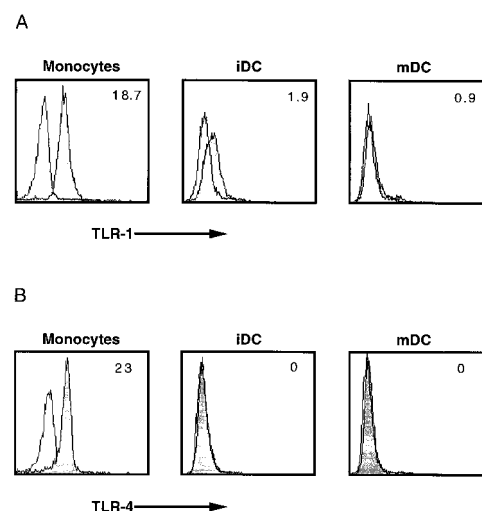 A
Monocytes iDC mDC
18.7 1.9 0.9
TLR-1
B
Monocytes iDC mDC
23 0 0
TLR-4